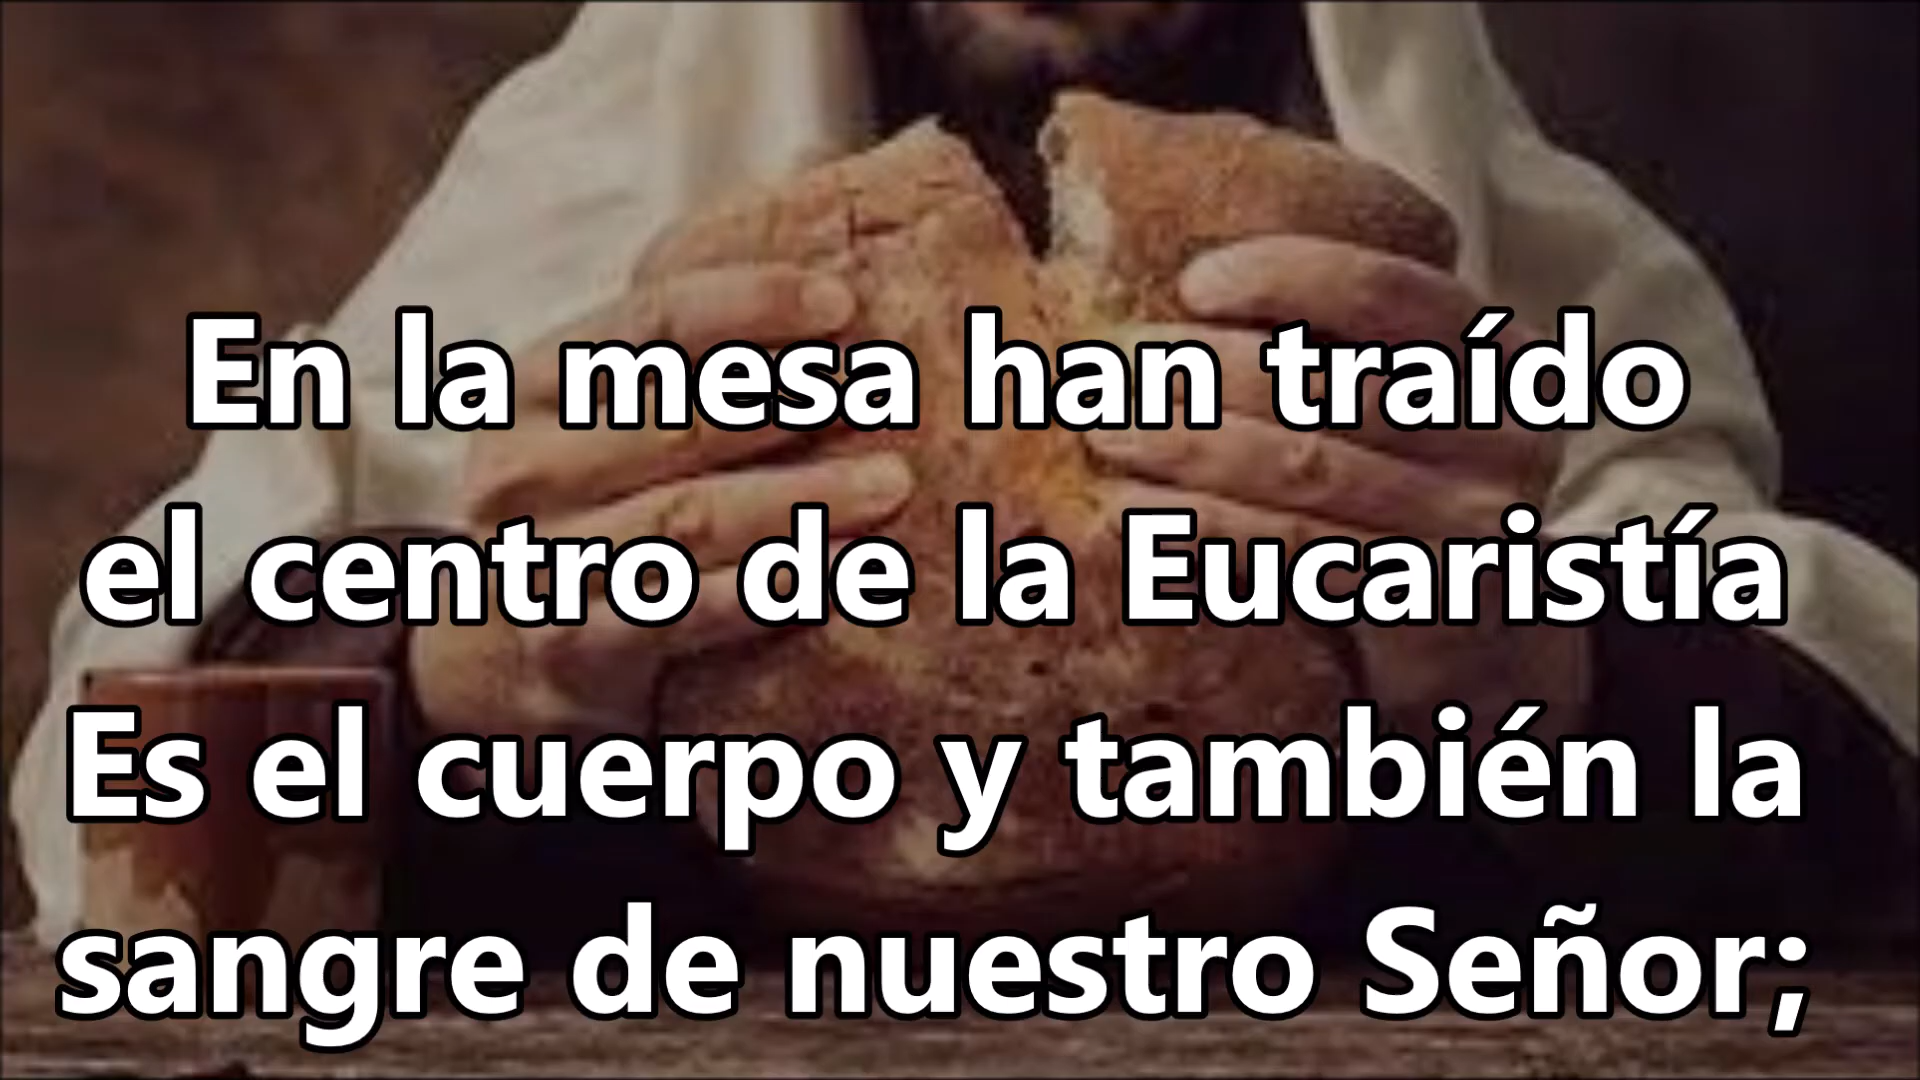 En la mesa han traído
el centro de la Eucaristía
Es el cuerpo y también la
sangre de nuestro Señor;